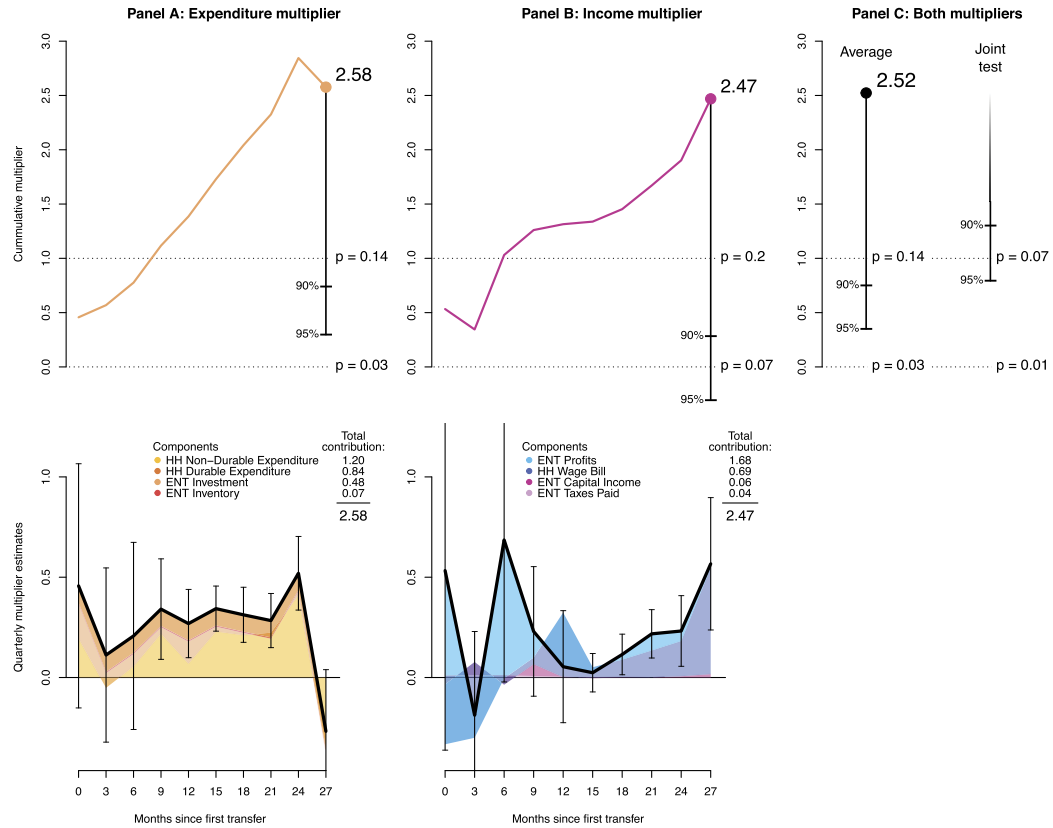 Panel A: Expenditure multiplier
Panel B: Income multiplier
Panel C: Both multipliers
Cummulative multiplier
3.0
2.5
2.0
1.5
1.0
0.5
0.0
2.58
p = 0.14
90%
95%
p = 0.03
3.0
2.5
2.0
1.5
1.0
0.5
0.0
2.47
p = 0.2
90%
p = 0.07
95%
3.0
2.5
2.0
1.5
1.0
0.5
0.0
Average
2.52
p = 0.14
90%
95%
p = 0.03
Joint
test
90%
p = 0.07
95%
p = 0.01
Quarterly multiplier estimates
1.0
0.5
0.0
Total
Components contribution:
HH Non−Durable Expenditure 1.20
HH Durable Expenditure 0.84
ENT Investment 0.48
ENT Inventory 0.07
2.58
0 3 6 9 12 15 18 21 24 27
Months since first transfer
1.0
0.5
0.0
Total
Components contribution:
ENT Profits 1.68
HH Wage Bill 0.69
ENT Capital Income 0.06
ENT Taxes Paid 0.04
2.47
0 3 6 9 12 15 18 21 24 27
Months since first transfer